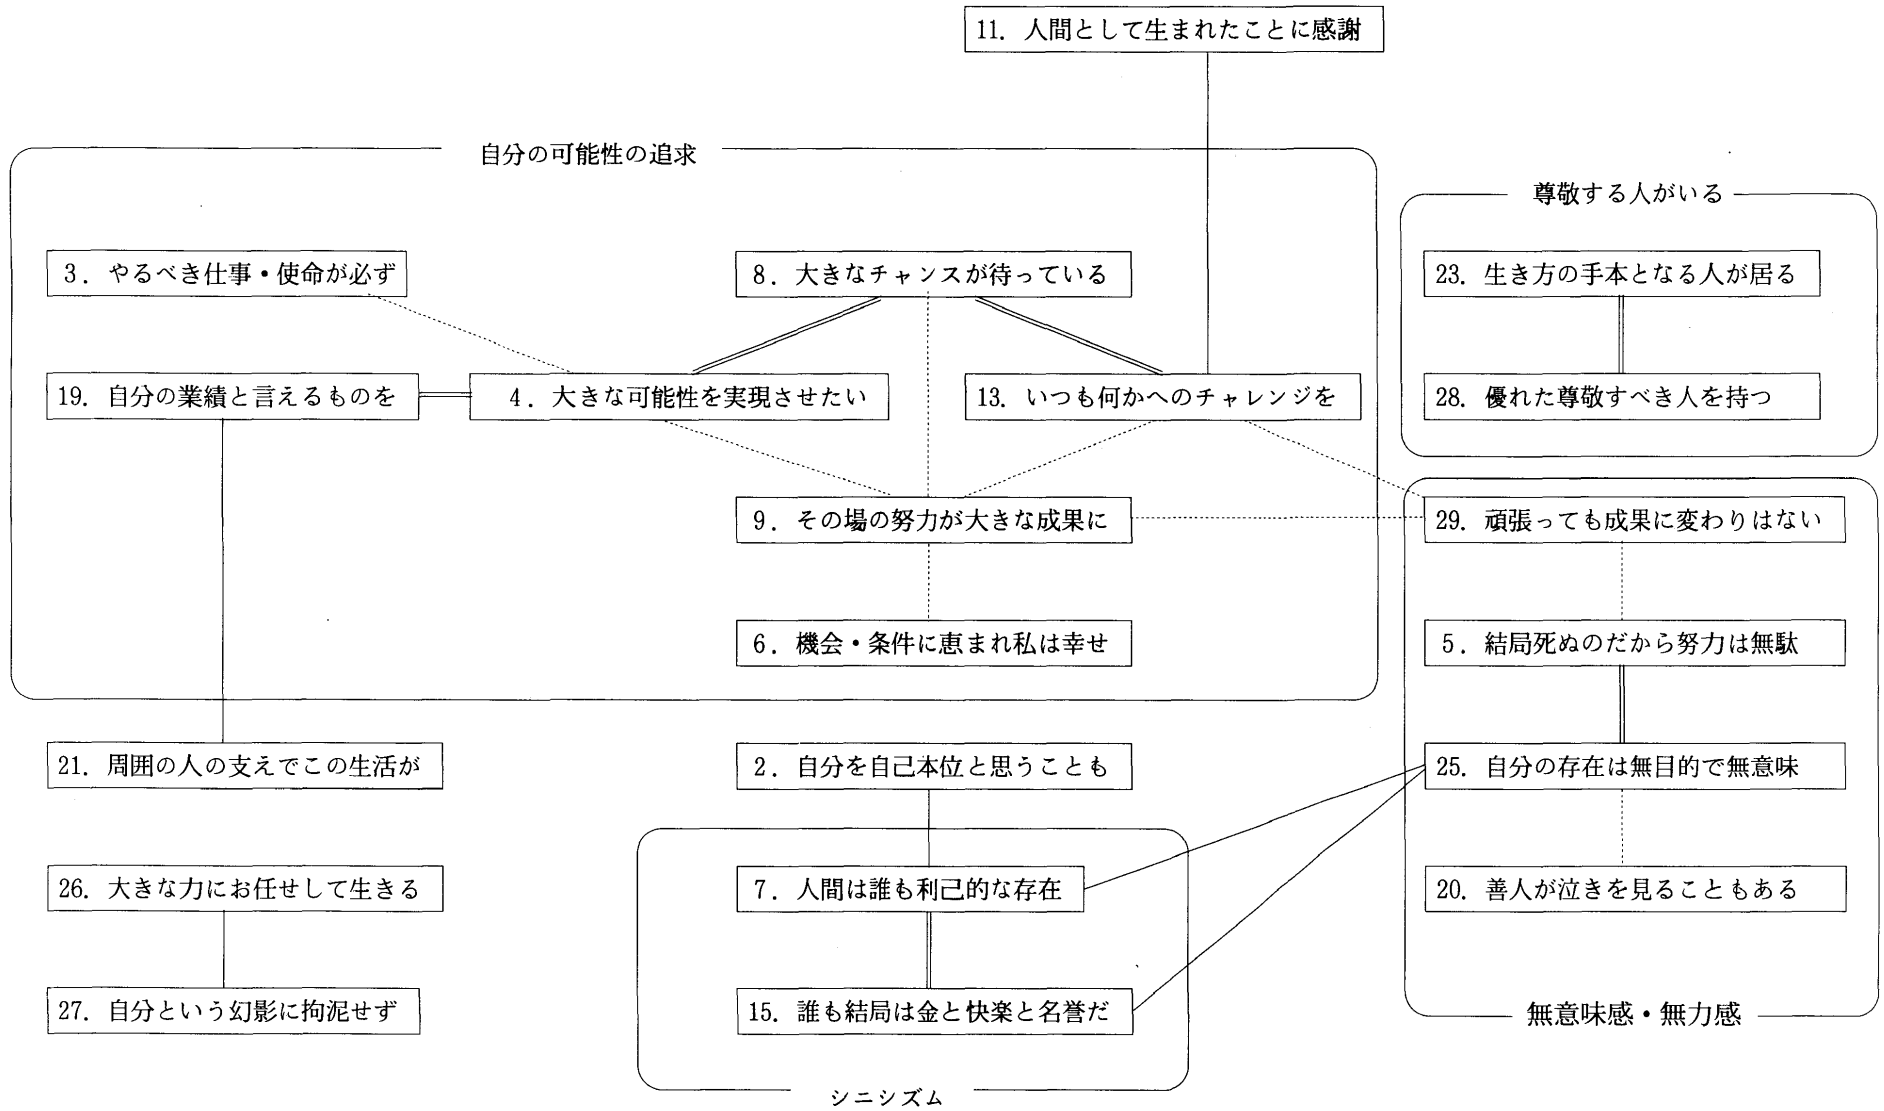 11. 人間として生まれたことに感謝
自分の可能性の追求
尊敬する人がいる
3. やるべき仕事・使命が必ず
8. 大きなチャンスが待っている
23. 生き方の手本となる人が居る
19. 自分の業績と言えるものを
4. 大きな可能性を実現させたい
13. いつも何かへのチャレンジを
28. 優れた尊敬すべき人を持つ
9. その場の努力が大きな成果に
29. 頑張っても成果に変わりはない
6. 機会・条件に恵まれ私は幸せ
5. 結局死ぬのだから努力は無駄
21. 周囲の人の支えでこの生活が
2. 自分を自己本位と思うことも
25. 自分の存在は無目的で無意味
26. 大きな力にお任せして生きる
7. 人間は誰も利己的な存在
20. 善人が泣きを見ることもある
27. 自分という幻影に拘泥せず
15. 誰も結局は金と快楽と名誉だ
無意味感・無力感
シニシズム